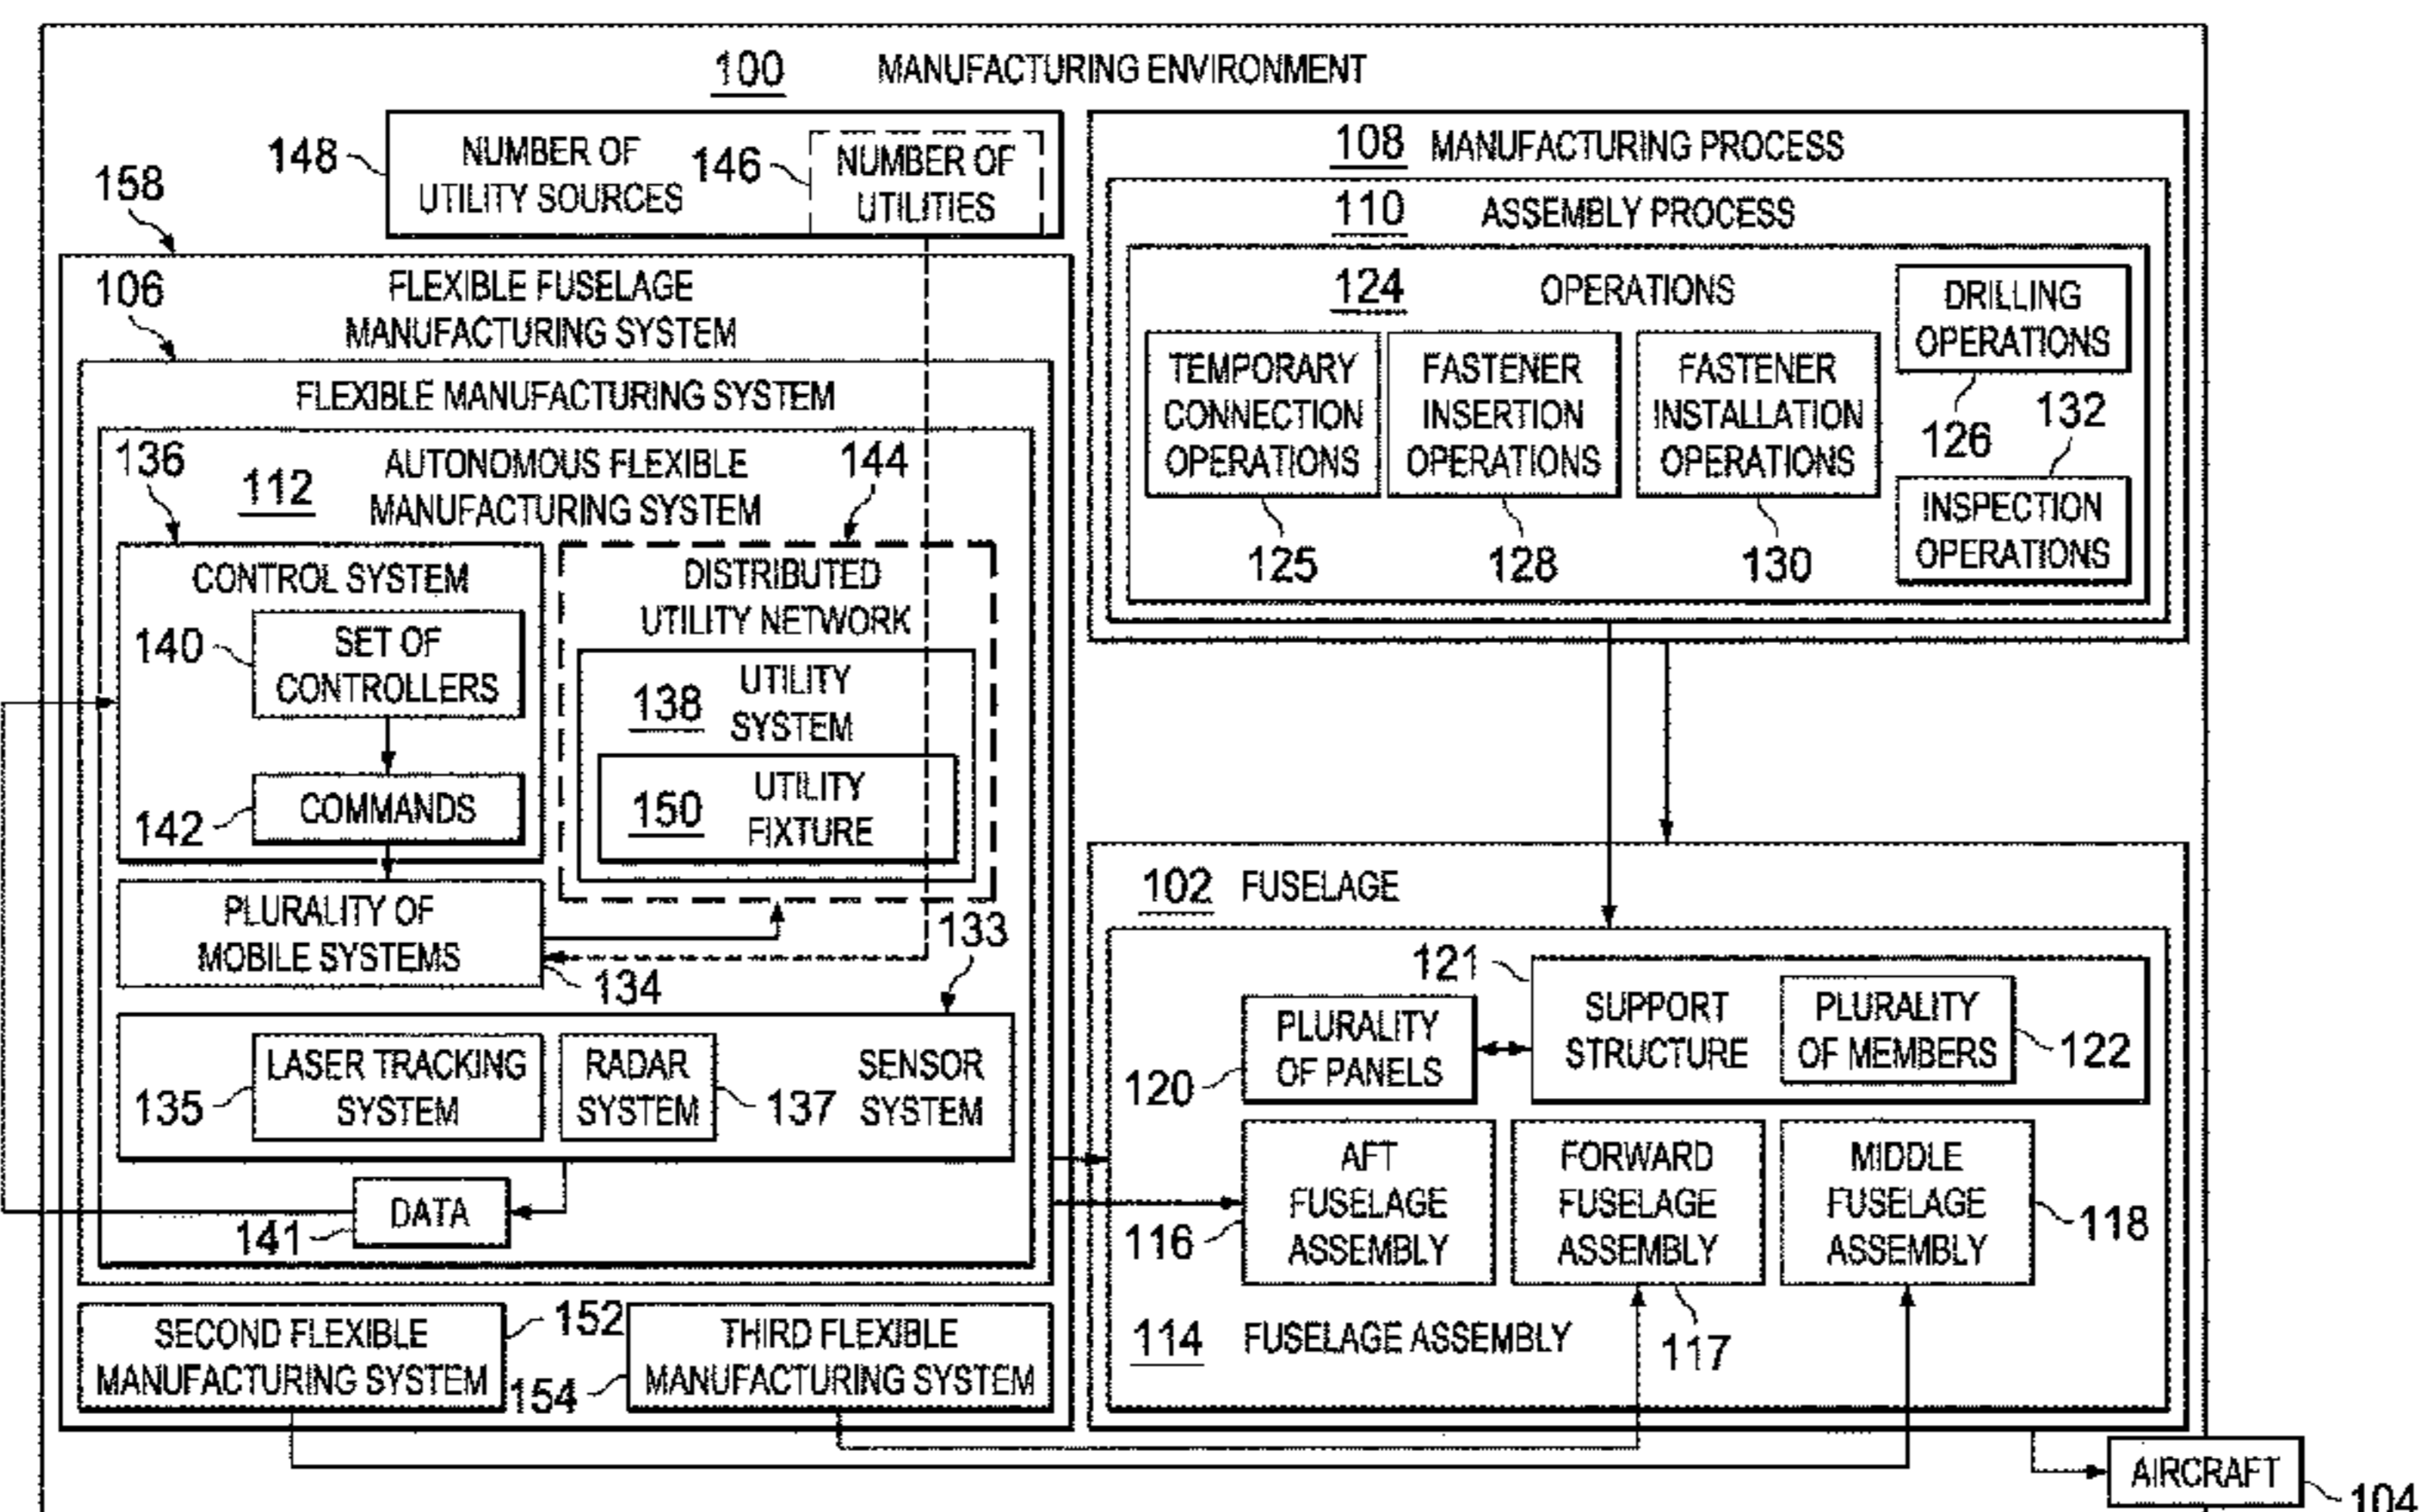 100 MANUFACTURING ENVIRONMENT
148
NUMBER OF
UTILITY SOURCES
146
NUMBER OF
UTILITIES
158
106
FLEXIBLE FUSELAGE
MANUFACTURING SYSTEM
FLEXIBLE MANUFACTURING SYSTEM
136
112
AUTONOMOUS FLEXIBLE
MANUFACTURING SYSTEM
144
CONTROL SYSTEM
140
SET OF
CONTROLLERS
142
COMMANDS
DISTRIBUTED
UTILITY NETWORK
138
UTILITY
SYSTEM
150
UTILITY
FIXTURE
PLURALITY OF
MOBILE SYSTEMS
134
133
135
LASER TRACKING
SYSTEM
RADAR
SYSTEM
137
SENSOR
SYSTEM
141
DATA
SECOND FLEXIBLE
MANUFACTURING SYSTEM
152
154
THIRD FLEXIBLE
MANUFACTURING SYSTEM
108 MANUFACTURING PROCESS
110 ASSEMBLY PROCESS
124 OPERATIONS
TEMPORARY
CONNECTION
OPERATIONS
125
FASTENER
INSERTION
OPERATIONS
128
FASTENER
INSTALLATION
OPERATIONS
130
DRILLING
OPERATIONS
126
132
INSPECTION
OPERATIONS
102 FUSELAGE
121
SUPPORT
STRUCTURE
PLURALITY
OF MEMBERS
122
PLURALITY
OF PANELS
120
AFT
FUSELAGE
ASSEMBLY
116
FORWARD
FUSELAGE
ASSEMBLY
117
MIDDLE
FUSELAGE
ASSEMBLY
118
114 FUSELAGE ASSEMBLY
AIRCRAFT
104